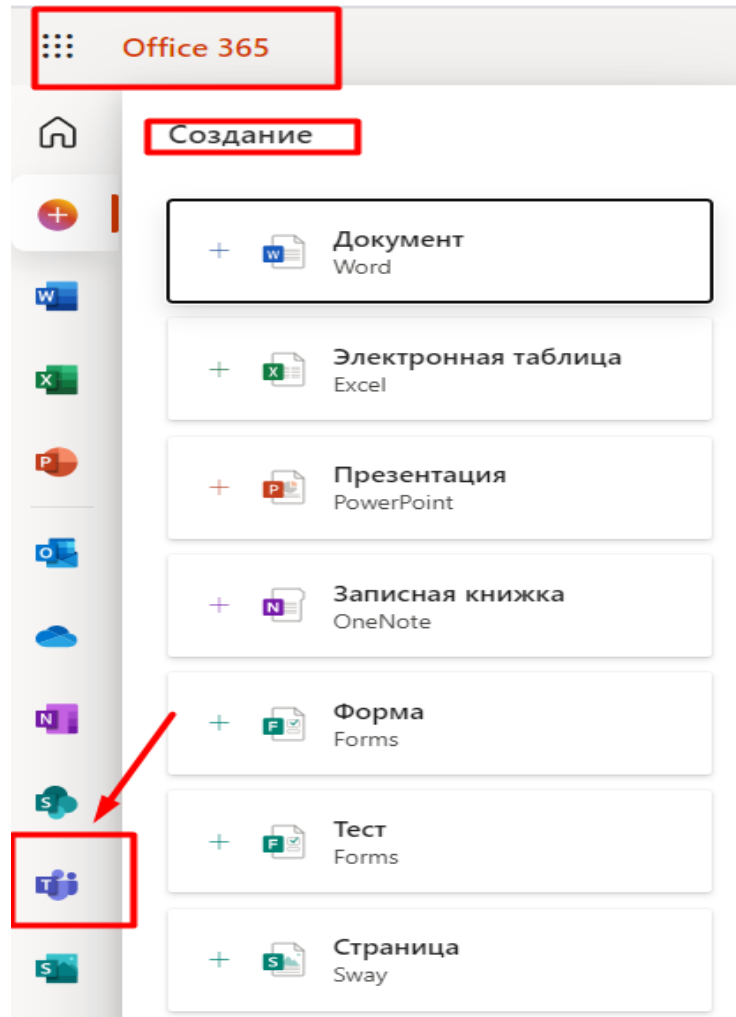 Office 365
Создание
Документ
Word
Электронная таблица
Excel
Презентация
PowerPoint
Записная книжка
OneNote
Форма
Forms
Тест
Forms
Страница
Sway